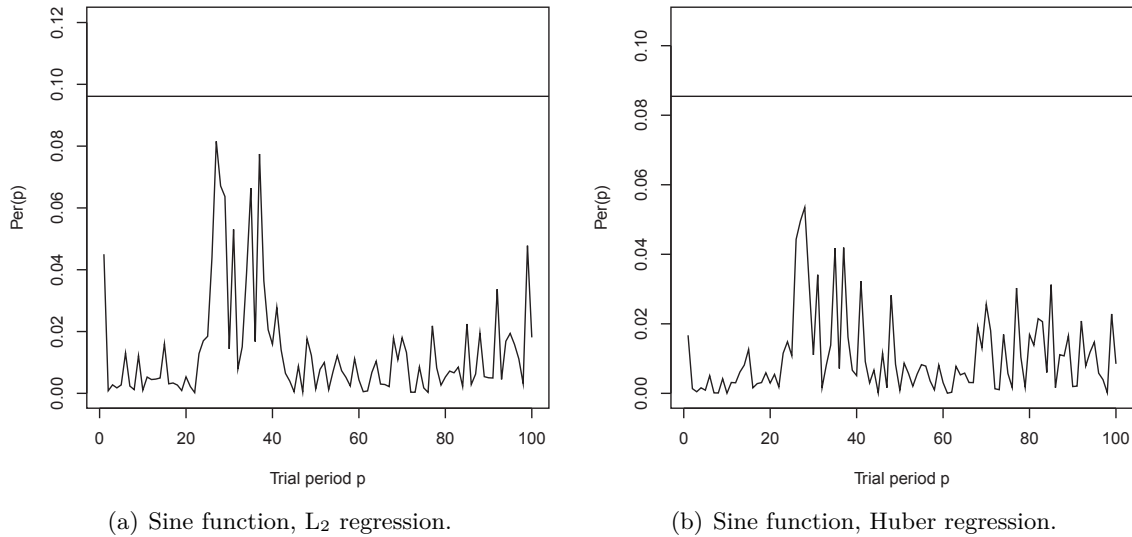 0.12
0.10
0.08
0.06
0.04
0.02
0.00
Per(p)
0 20 40 60 80 100
Trial period p
(a) Sine function, L₂ regression.
0.10
0.08
0.06
0.04
0.02
0.00
Per(p)
0 20 40 60 80 100
Trial period p
(b) Sine function, Huber regression.